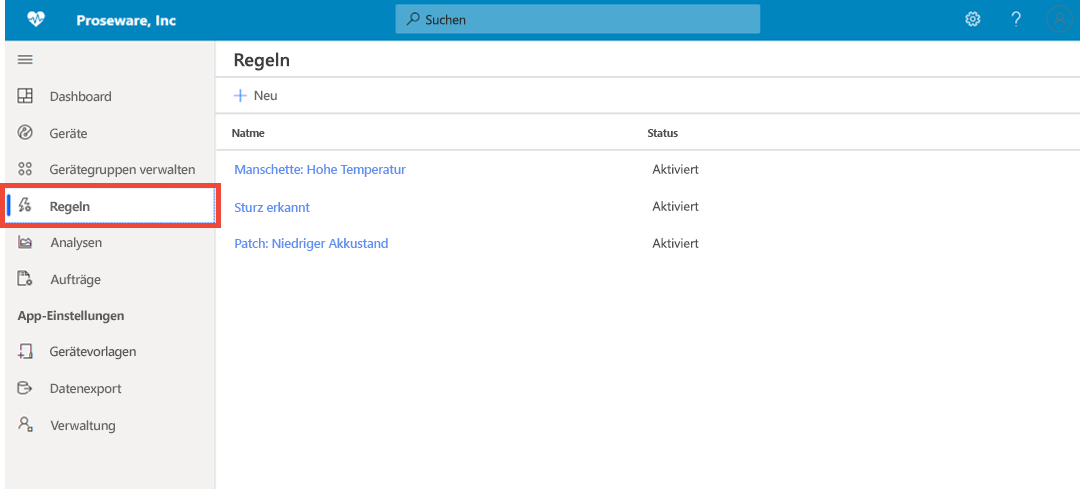 Proseware, Inc
Suchen
?
Regeln
Dashboard
Neu
Geräte
Natme Status
Gerätegruppen verwalten
Manschette: Hohe Temperatur Aktiviert
Regeln
Sturz erkannt Aktiviert
Analysen
Patch: Niedriger Akkustand Aktiviert
Aufträge
App-Einstellungen
Gerätevorlagen
Datenexport
Verwaltung